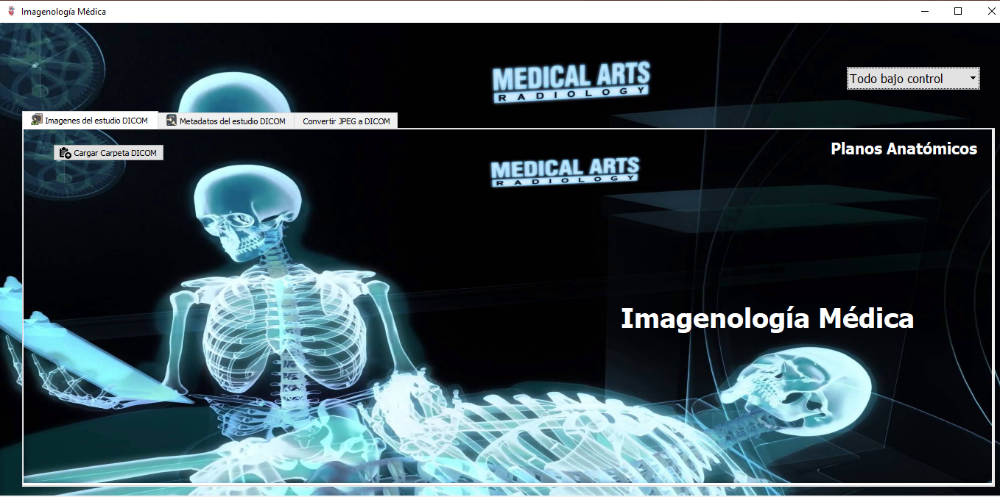 Imagenología Médica
MEDICAL ARTS
RADIOLOGY
Todo bajo control
Imagenes del estudio DICOM
Metadatos del estudio DICOM
Convertir JPEG a DICOM
Cargar Carpeta DICOM
Planos Anatómicos
MEDICAL ARTS
RADIOLOGY
Imagenología Médica